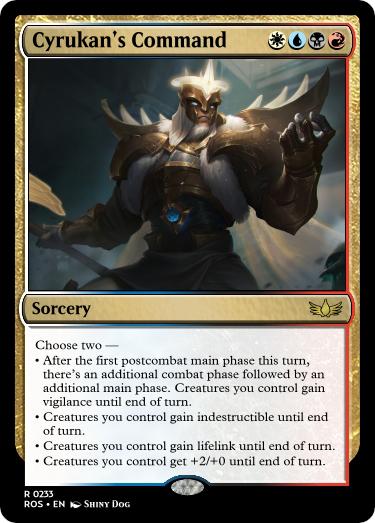 Cyrukan's Command
Sorcery
Choose two —
• After the first postcombat main phase this turn,
there's an additional combat phase followed by an
additional main phase. Creatures you control gain
vigilance until end of turn.
• Creatures you control gain indestructible until end
of turn.
• Creatures you control gain lifelink until end of turn.
• Creatures you control get +2/+0 until end of turn.
R 0233
ROS • EN Shiny Dog